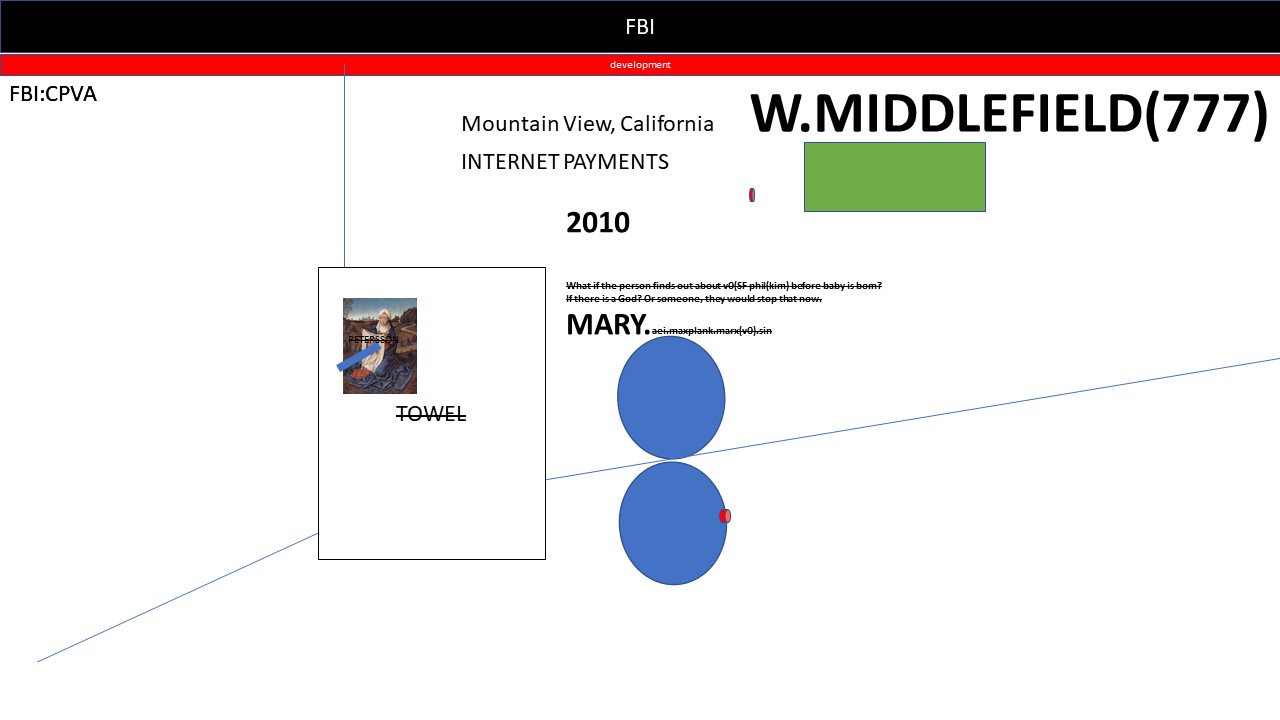 FBI
development
FBI:CPVA
W.MIDDLEFIELD(777)
Mountain View, California
INTERNET PAYMENTS
2010
What if the person finds out about v0(SF phil(kim) before baby is born?
If there is a God? Or someone, they would stop that now.
MARY.aei.maxplank.marx(v0).sin
PETERSSON
TOWEL